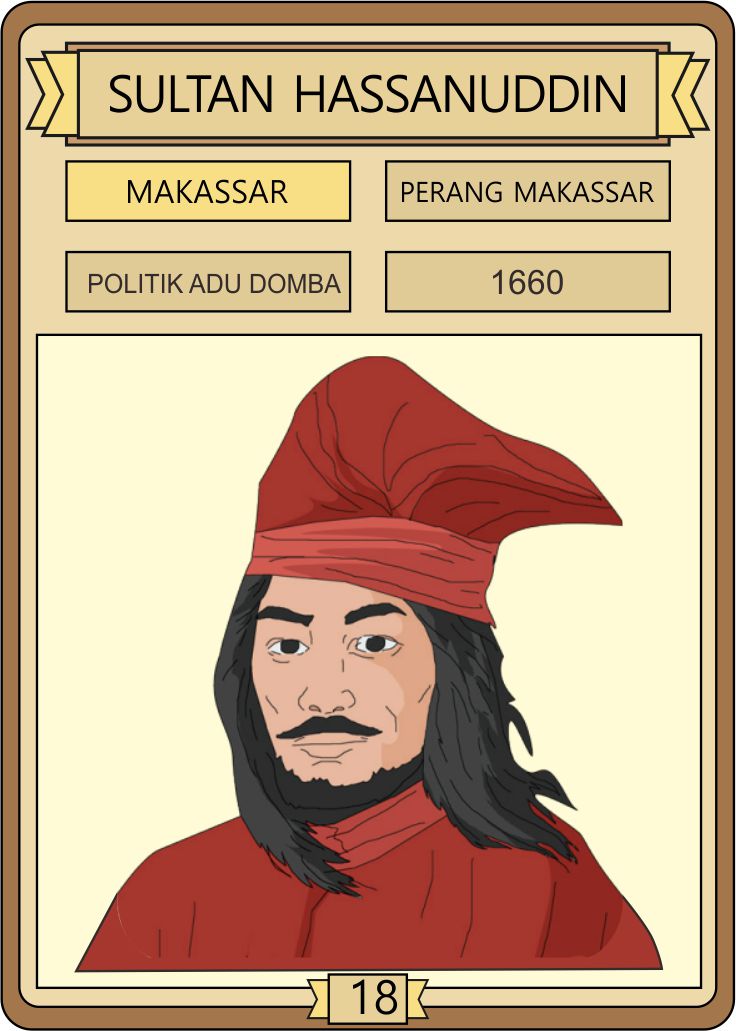 SULTAN HASSANUDDIN
MAKASSAR
PERANG MAKASSAR
POLITIK ADU DOMBA
1660
18